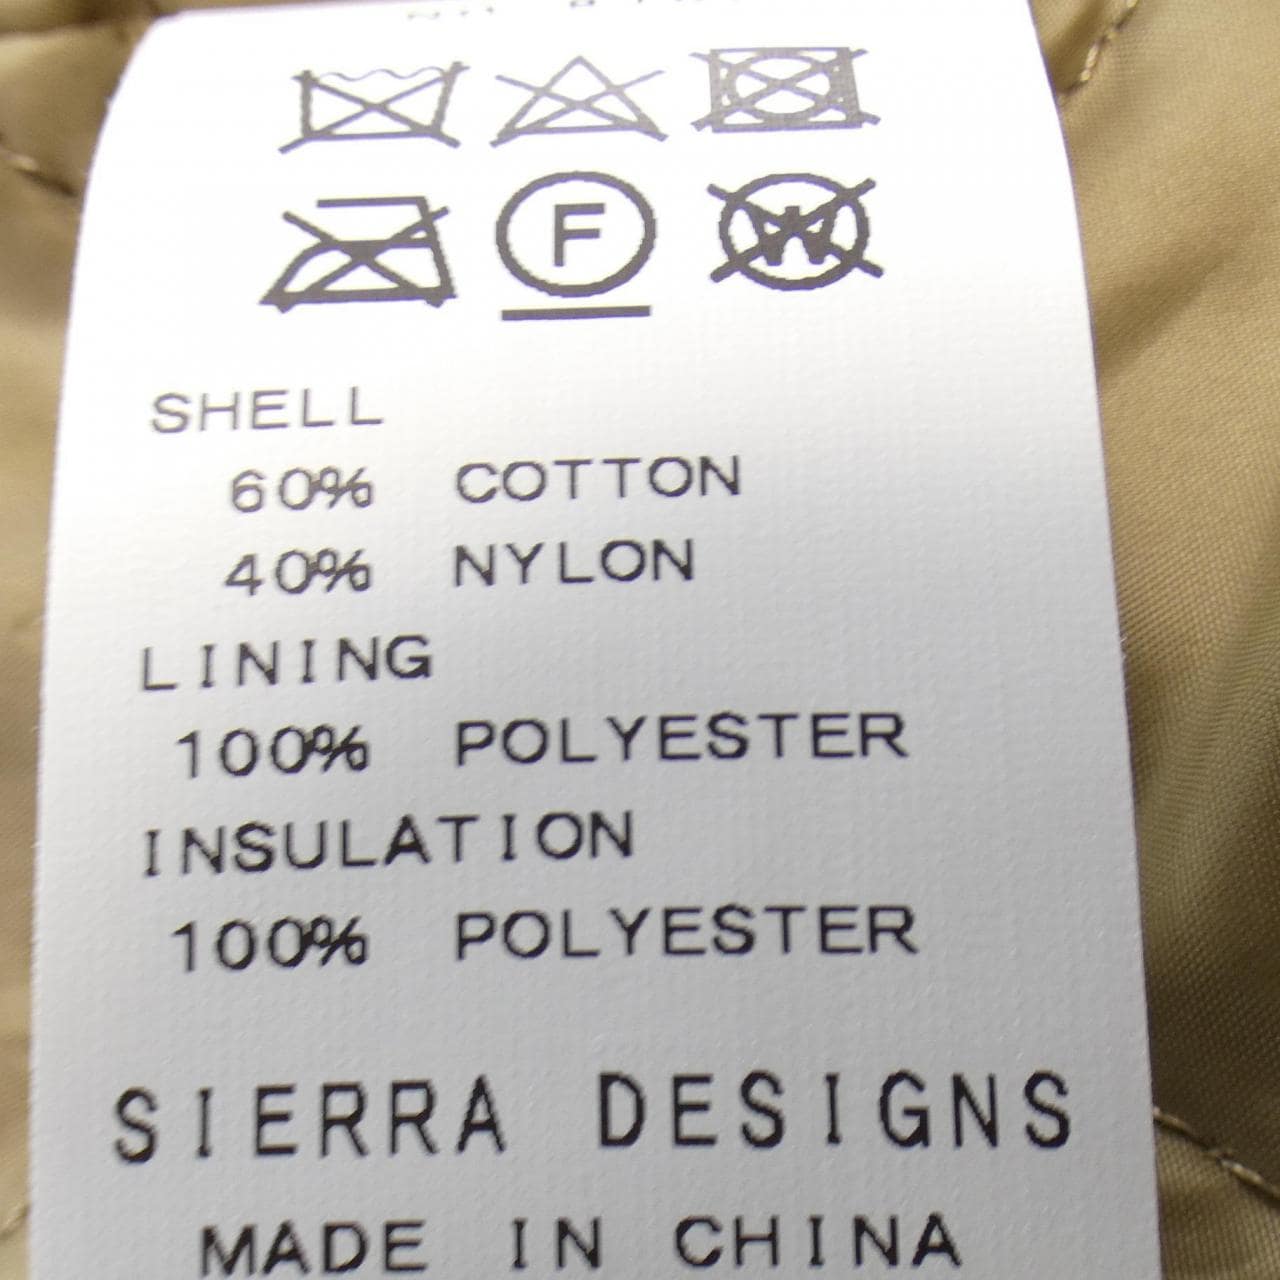 F W
SHELL
60% COTTON
40% NYLON
LINING
100% POLYESTER
INSULATION
100% POLYESTER
SIERRA DESIGNS
MADE IN CHINA